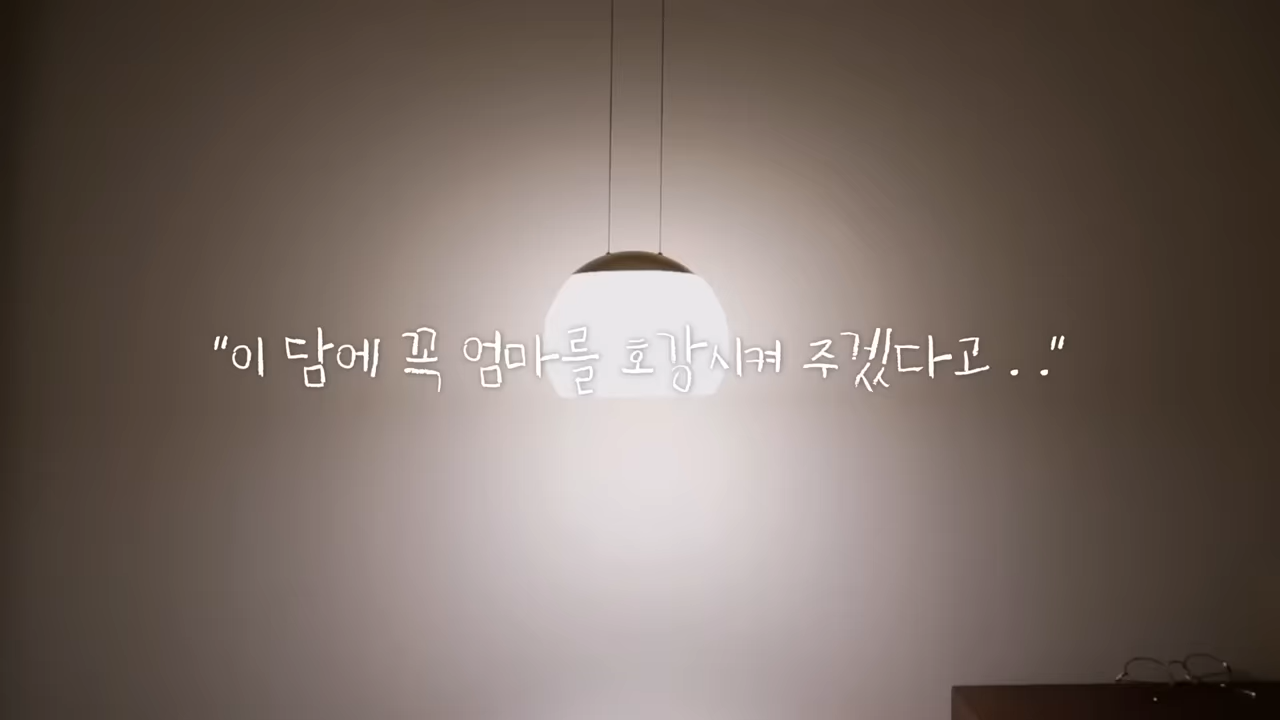 "이 담에 꼭 엄마를 호강시켜 주겠다고 . ."